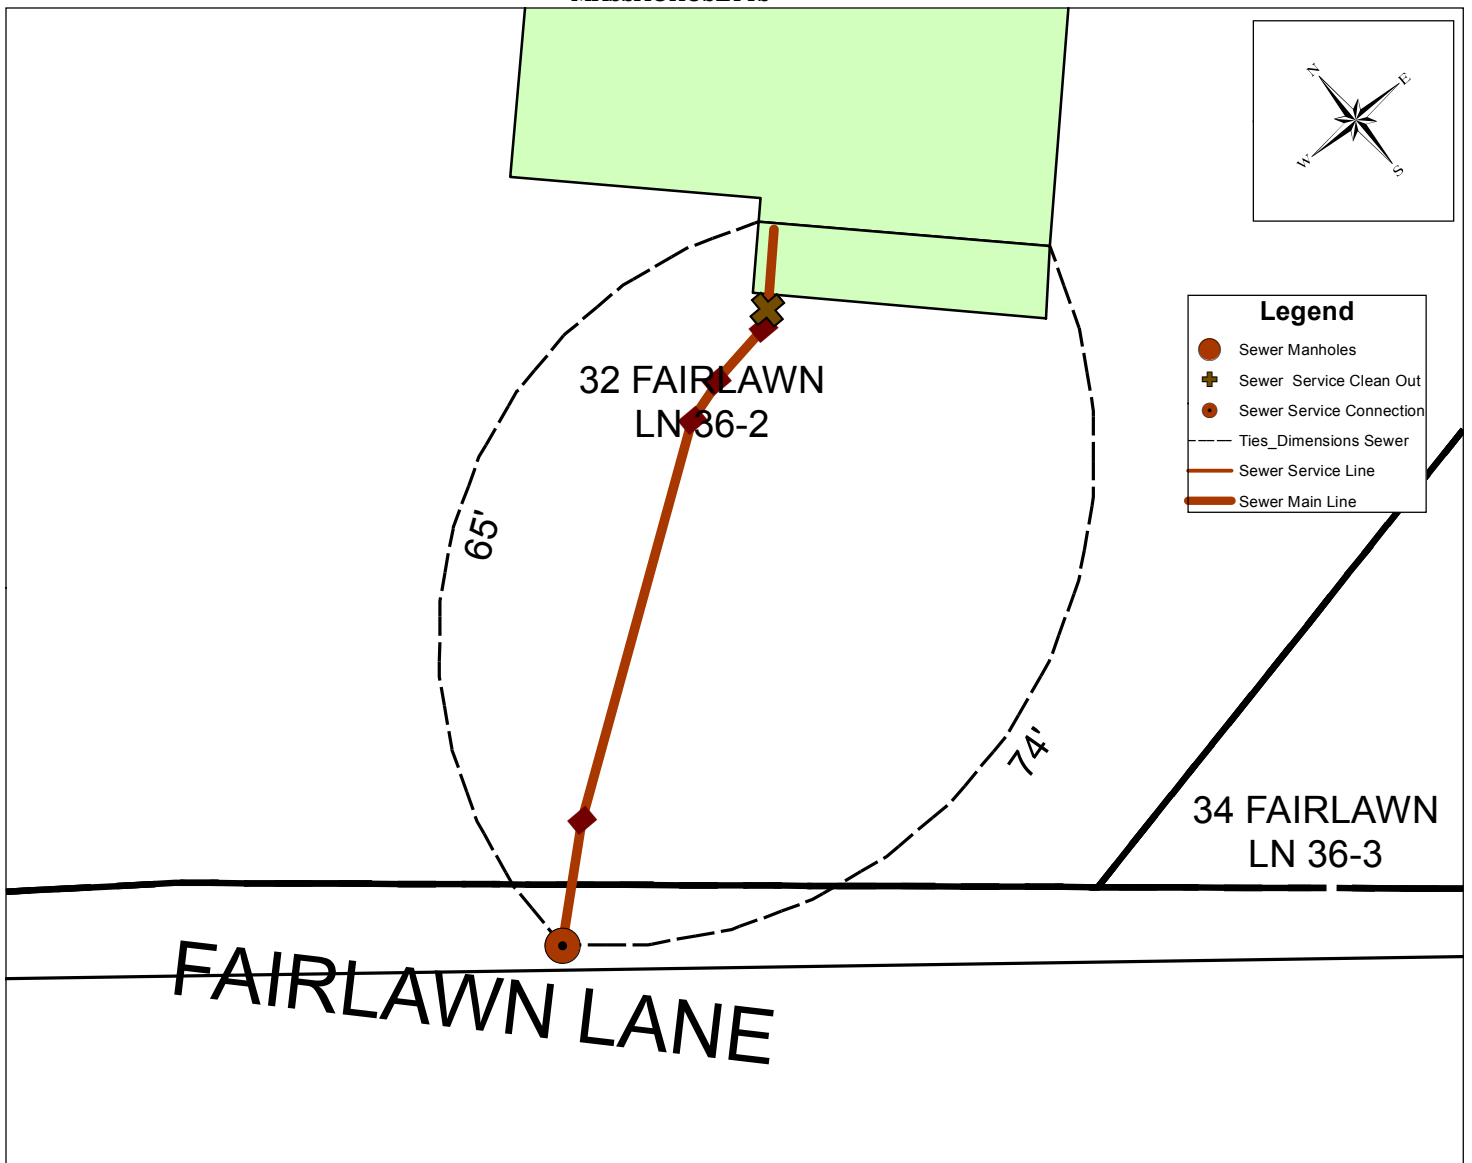 MASSACHUSETTS
N
E
W
S
Legend
Sewer Manholes
Sewer Service Clean Out
Sewer Service Connection
Ties_Dimensions Sewer
Sewer Service Line
Sewer Main Line
32 FAIRLAWN
LN 36-2
65'
74'
34 FAIRLAWN
LN 36-3
FAIRLAWN LANE